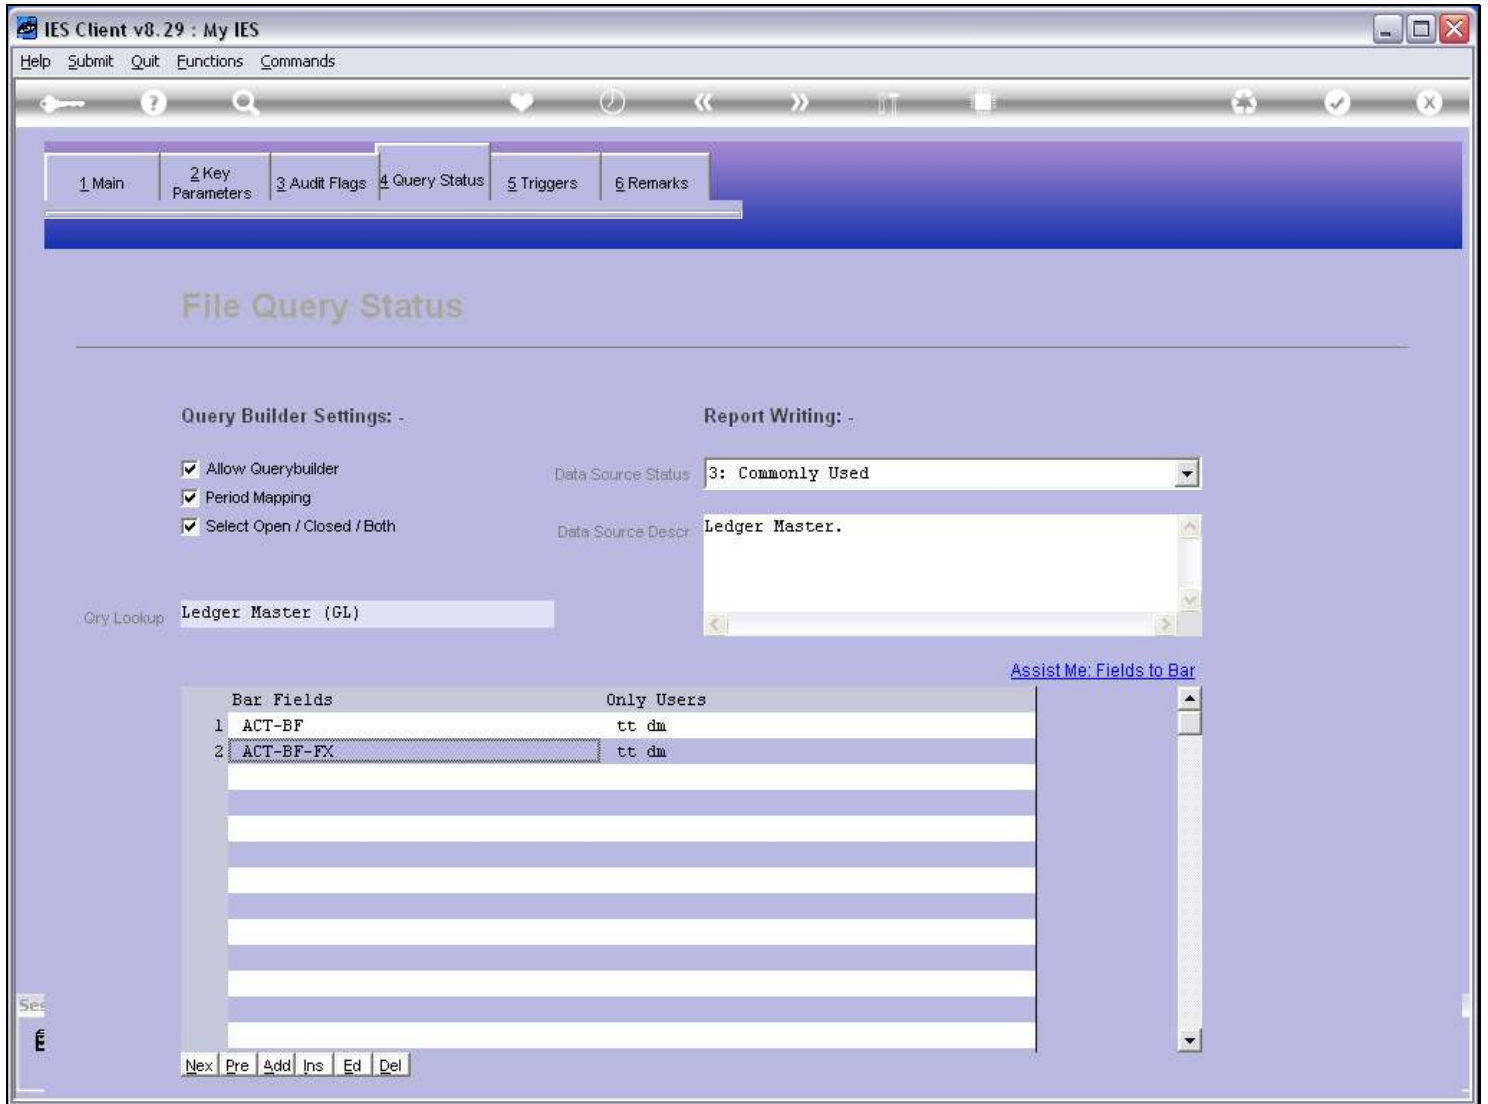 IES Client v8.29 : My IES
Help Submit Quit Functions Commands
1 Main
2 Key Parameters
3 Audit Flags
4 Query Status
5 Triggers
6 Remarks
File Query Status
Query Builder Settings: -
Report Writing: -
Allow Querybuilder
Data Source Status 3: Commonly Used
Period Mapping
Select Open / Closed / Both
Data Source Descr Ledger Master.
Qry Lookup Ledger Master (GL)
Assist Me: Fields to Bar
Bar Fields Only Users
1 ACT-BF tt dm
2 ACT-BF-FX tt dm
Ses
Nex Pre Add Ins Ed Del